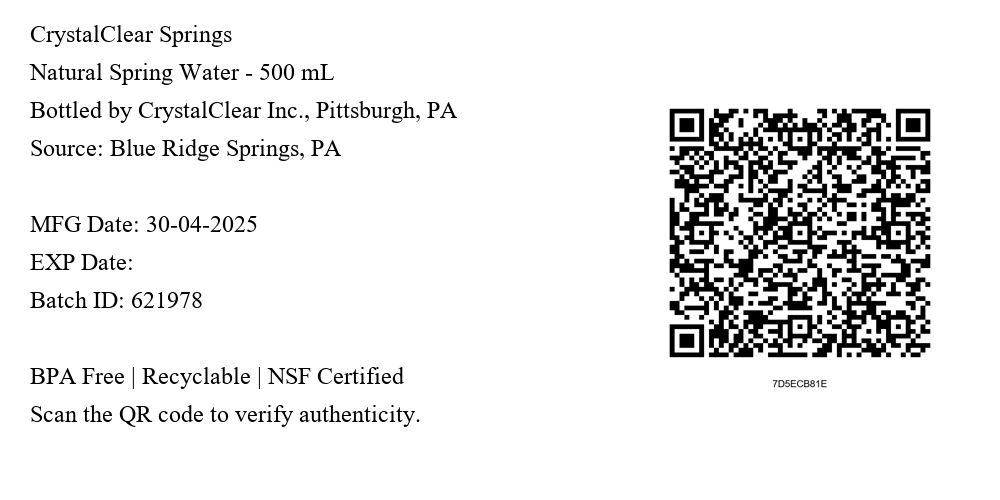 CrystalClear Springs
Natural Spring Water - 500 mL
Bottled by CrystalClear Inc., Pittsburgh, PA
Source: Blue Ridge Springs, PA
MFG Date: 30-04-2025
EXP Date:
Batch ID: 621978
BPA Free | Recyclable | NSF Certified
Scan the QR code to verify authenticity.
7D5ECB81E